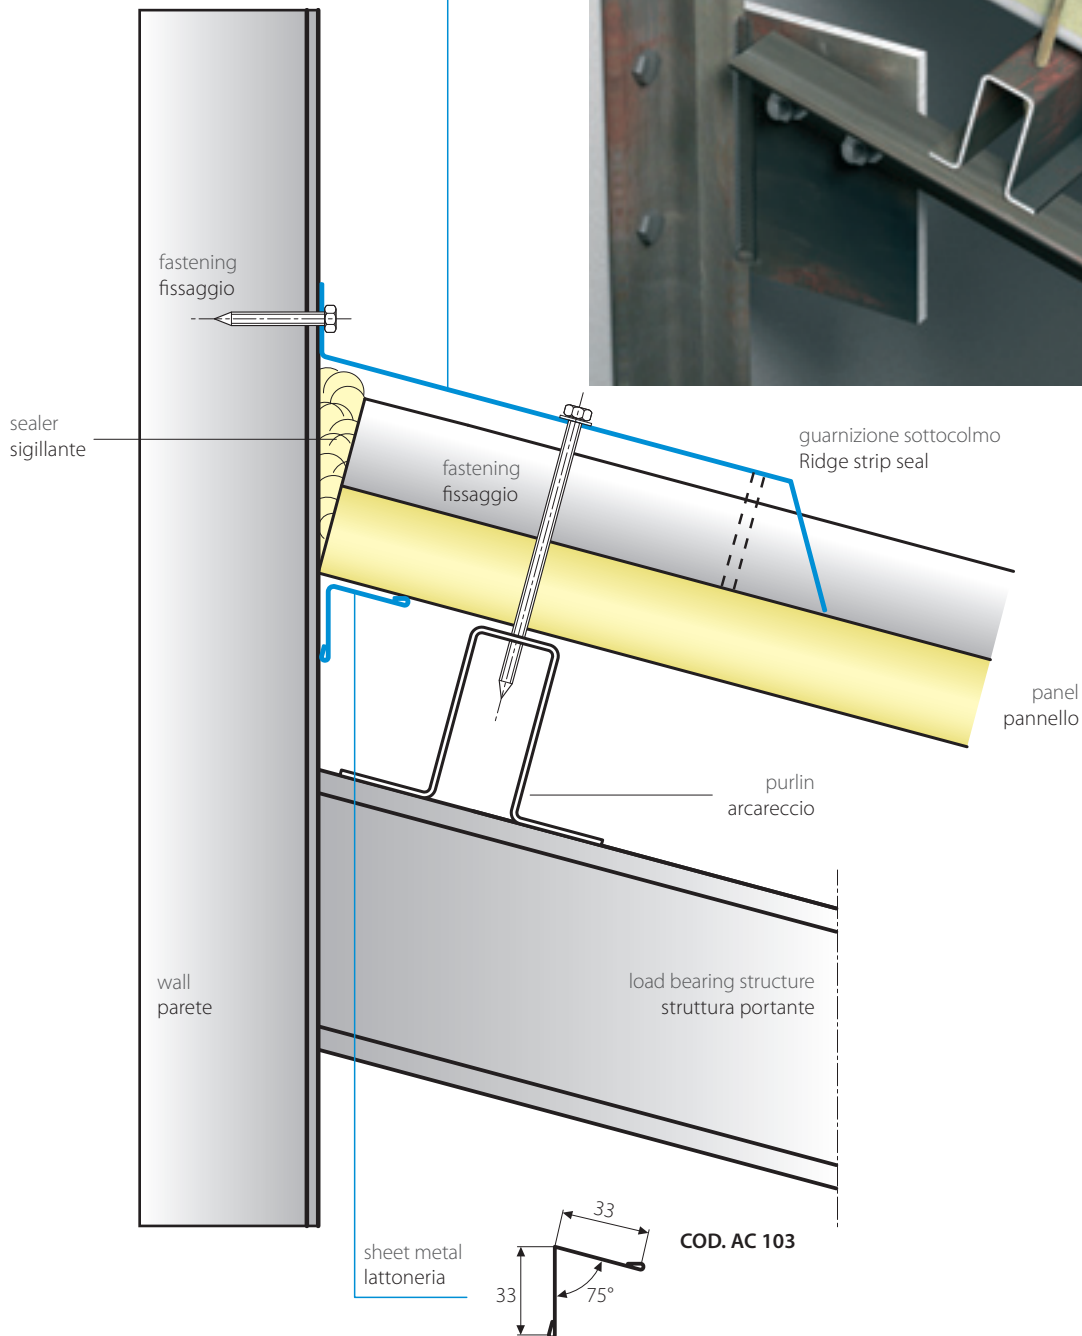 fastening
fissaggio
sealer
sigillante
guarnizione sottocolmo
Ridge strip seal
fastening
fissaggio
panel
pannello
purlin
arcareccio
wall
parete
load bearing structure
struttura portante
33
COD. AC 103
sheet metal
lattoneria
33
75°